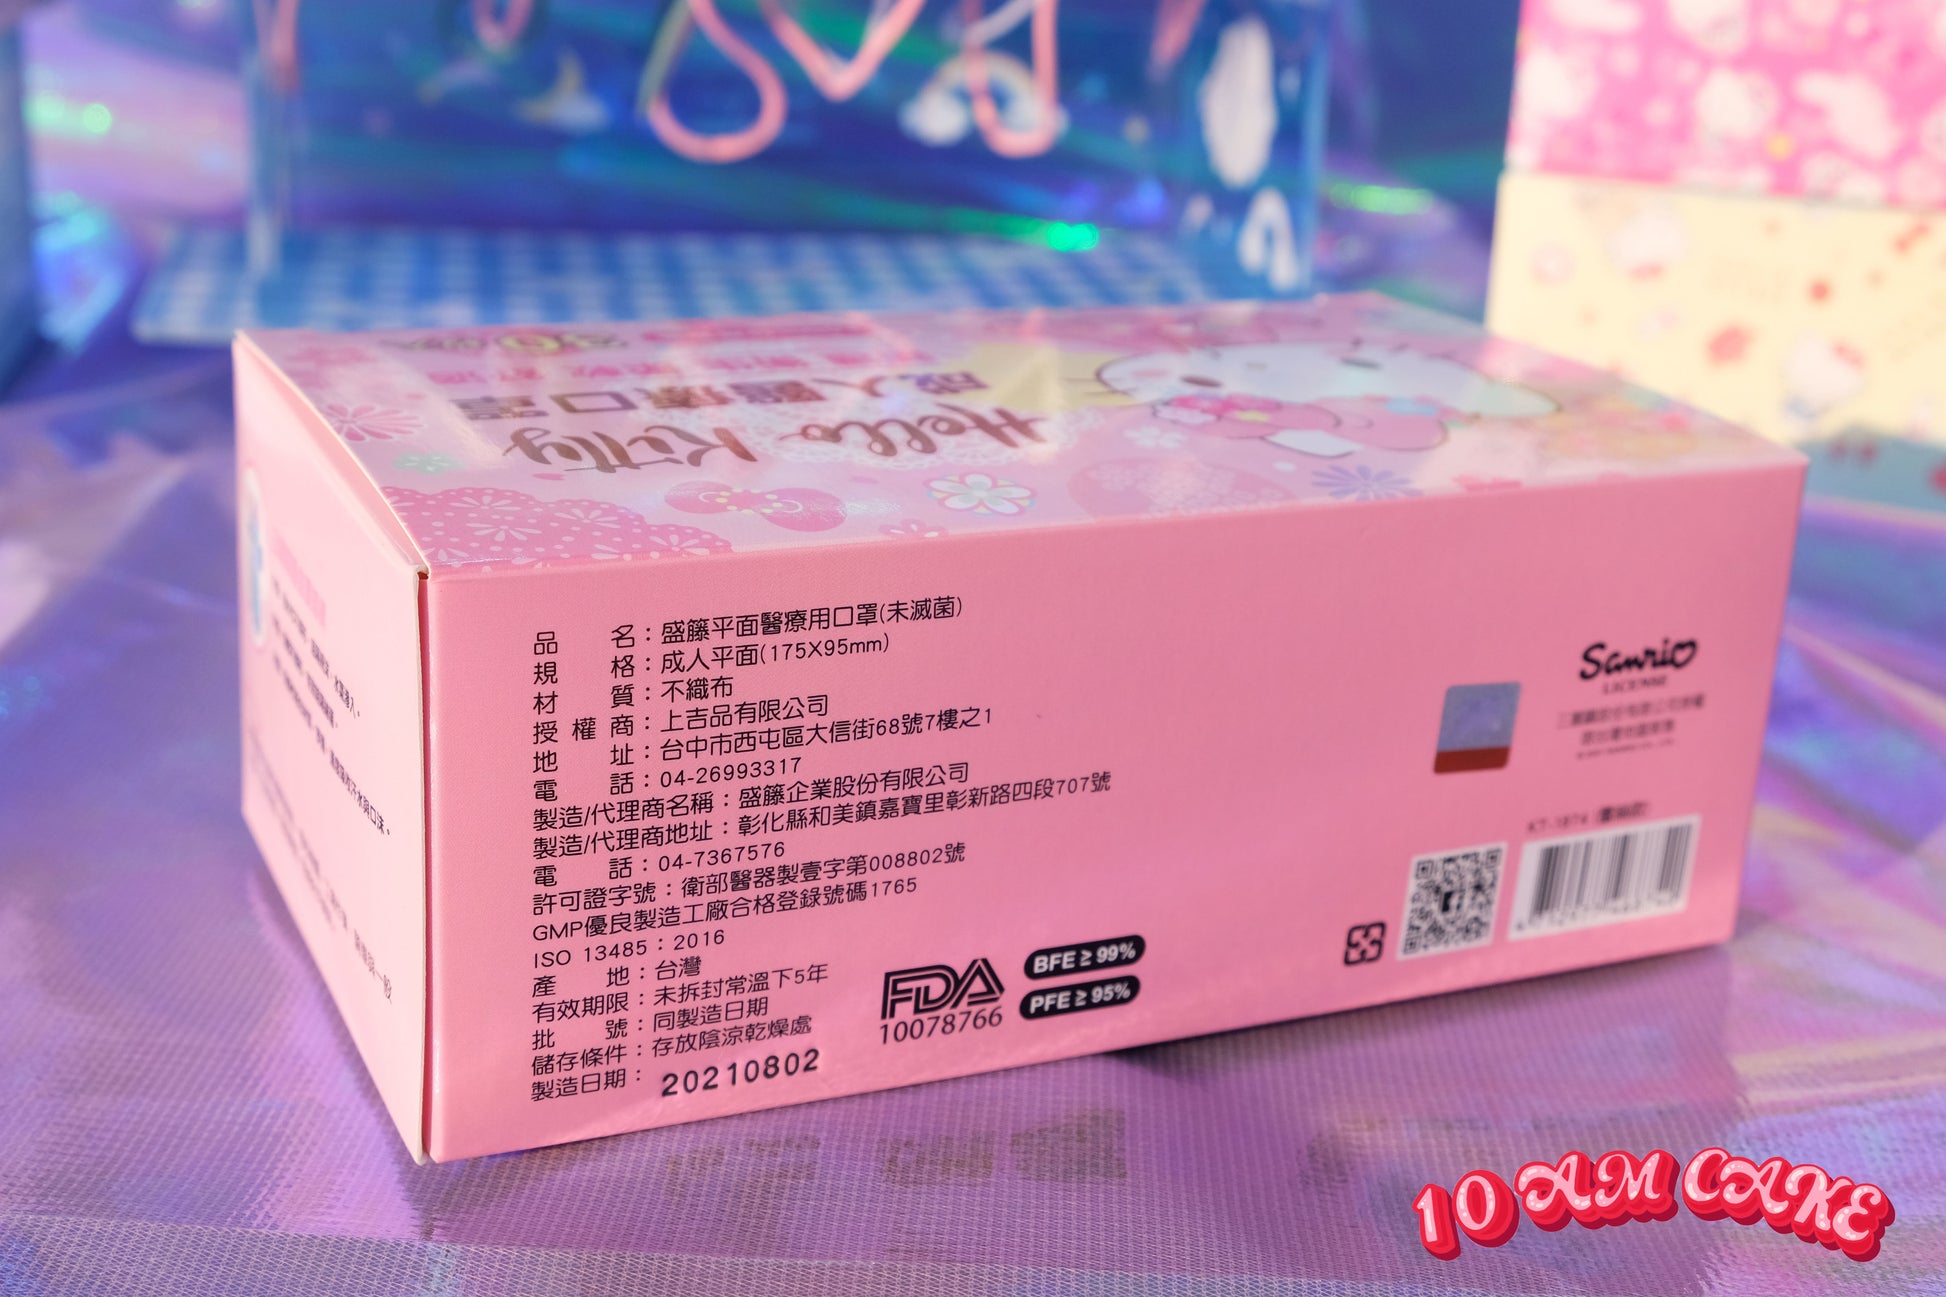 Hello Kitty
成人醫療口罩
品名：盛籐平面醫療用口罩(未滅菌)
規格：成人平面(175X95mm)
材質：不織布
授權商：上吉品有限公司
地址：台中市西屯區大信街68號7樓之1
電話：04-26993317
製造/代理商名稱：盛籐企業股份有限公司
製造/代理商地址：彰化縣和美鎮嘉寶里彰新路四段707號
電話：04-7367576
許可證字號：衛部醫器製壹字第008802號
GMP優良製造工廠合格登錄號碼1765
ISO 13485：2016
產地：台灣
有效期限：未拆封常溫下5年
批號：同製造日期
儲存條件：存放陰涼乾燥處
製造日期：20210802
FDA
10078766
BFE≥99%
PFE≥95%
Sanrio
LICENSE
10 AM CAKE